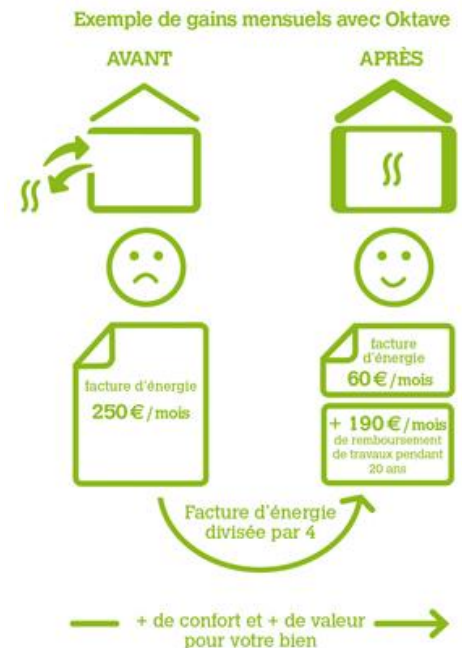 Exemple de gains mensuels avec Oktave
AVANT
APRÈS
facture d'énergie
250 €/mois
facture
d'énergie
60 €/mois
+ 190 €/mois
de remboursement
de travaux pendant
20 ans
Facture d'énergie
divisée par 4
+ de confort et + de valeur
pour votre bien